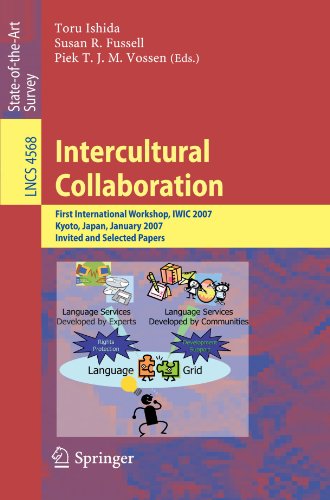 Toru Ishida
Susan R. Fussell
Piek T. J. M. Vossen (Eds.)
State-of-the-Art
Survey
LNCS 4568
Intercultural
Collaboration
First International Workshop, IWIC 2007
Kyoto, Japan, January 2007
Invited and Selected Papers
Language Services
Developed by Experts
Language Services
Developed by Communities
Rights
Protection
Development
Support
Language
Grid
Springer